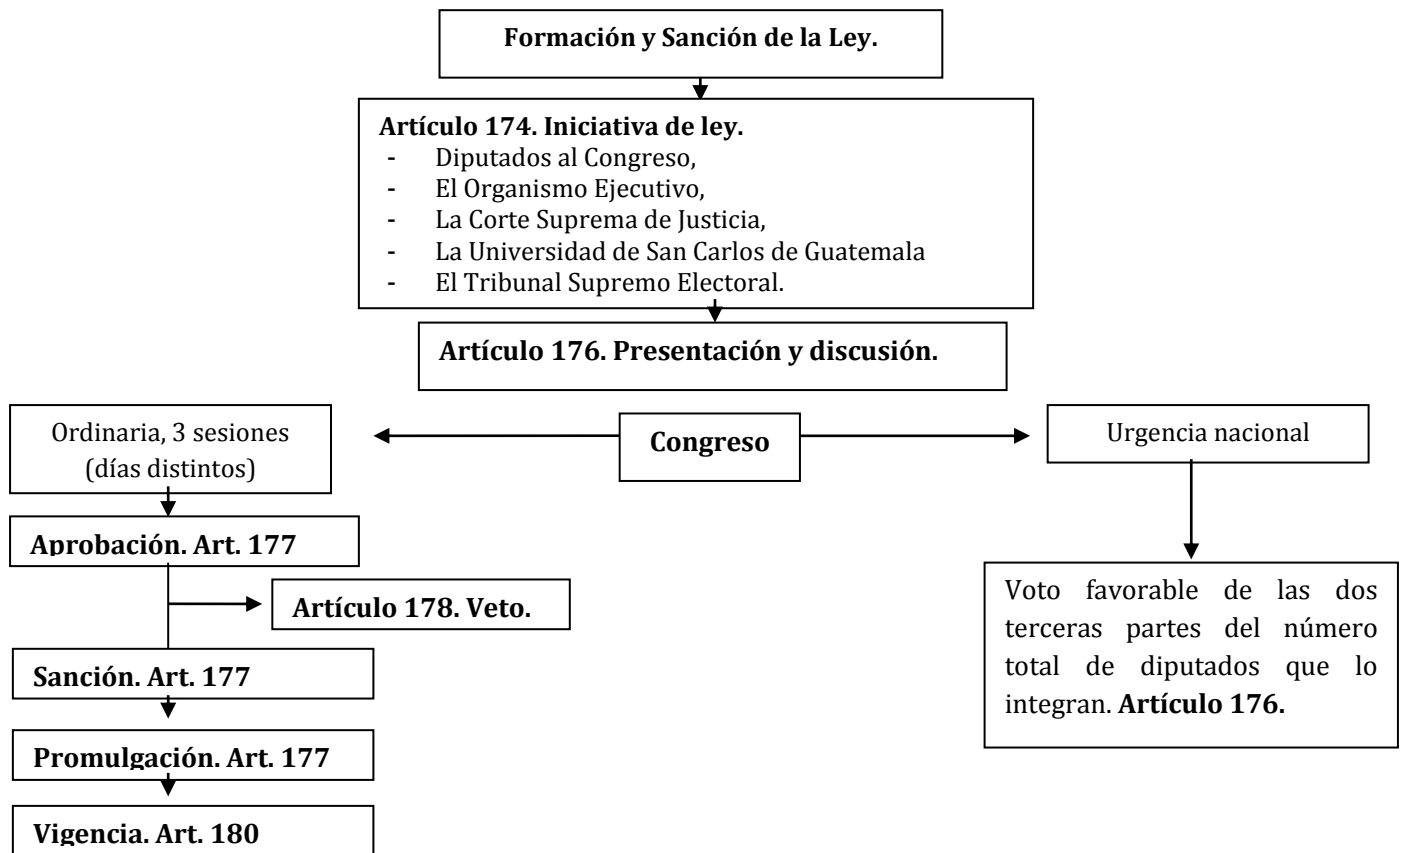 Formación y Sanción de la Ley.
Artículo 174. Iniciativa de ley.
- Diputados al Congreso,
- El Organismo Ejecutivo,
- La Corte Suprema de Justicia,
- La Universidad de San Carlos de Guatemala
- El Tribunal Supremo Electoral.
Artículo 176. Presentación y discusión.
Ordinaria, 3 sesiones
(días distintos)
Congreso
Urgencia nacional
Aprobación. Art. 177
Artículo 178. Veto.
Voto favorable de las dos
terceras partes del número
total de diputados que lo
integran. Artículo 176.
Sanción. Art. 177
Promulgación. Art. 177
Vigencia. Art. 180